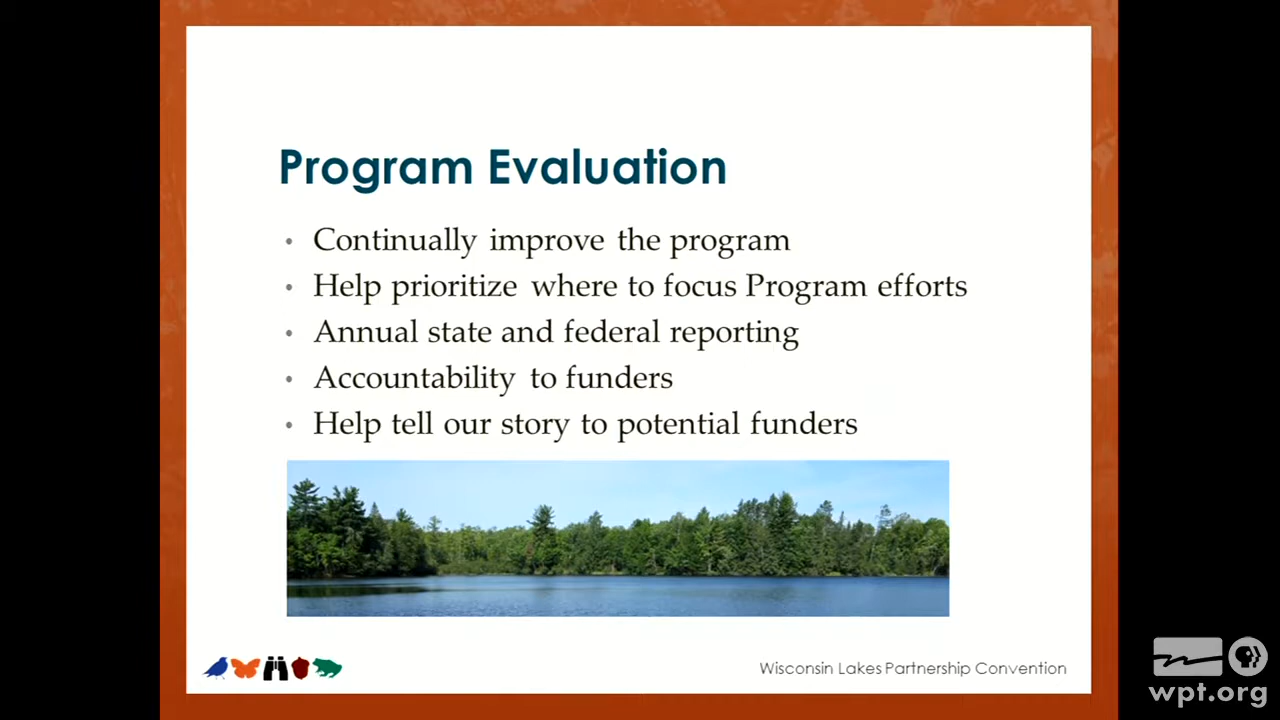 Program Evaluation
• Continually improve the program
• Help prioritize where to focus Program efforts
• Annual state and federal reporting
• Accountability to funders
• Help tell our story to potential funders
Wisconsin Lakes Partnership Convention
wpt.org